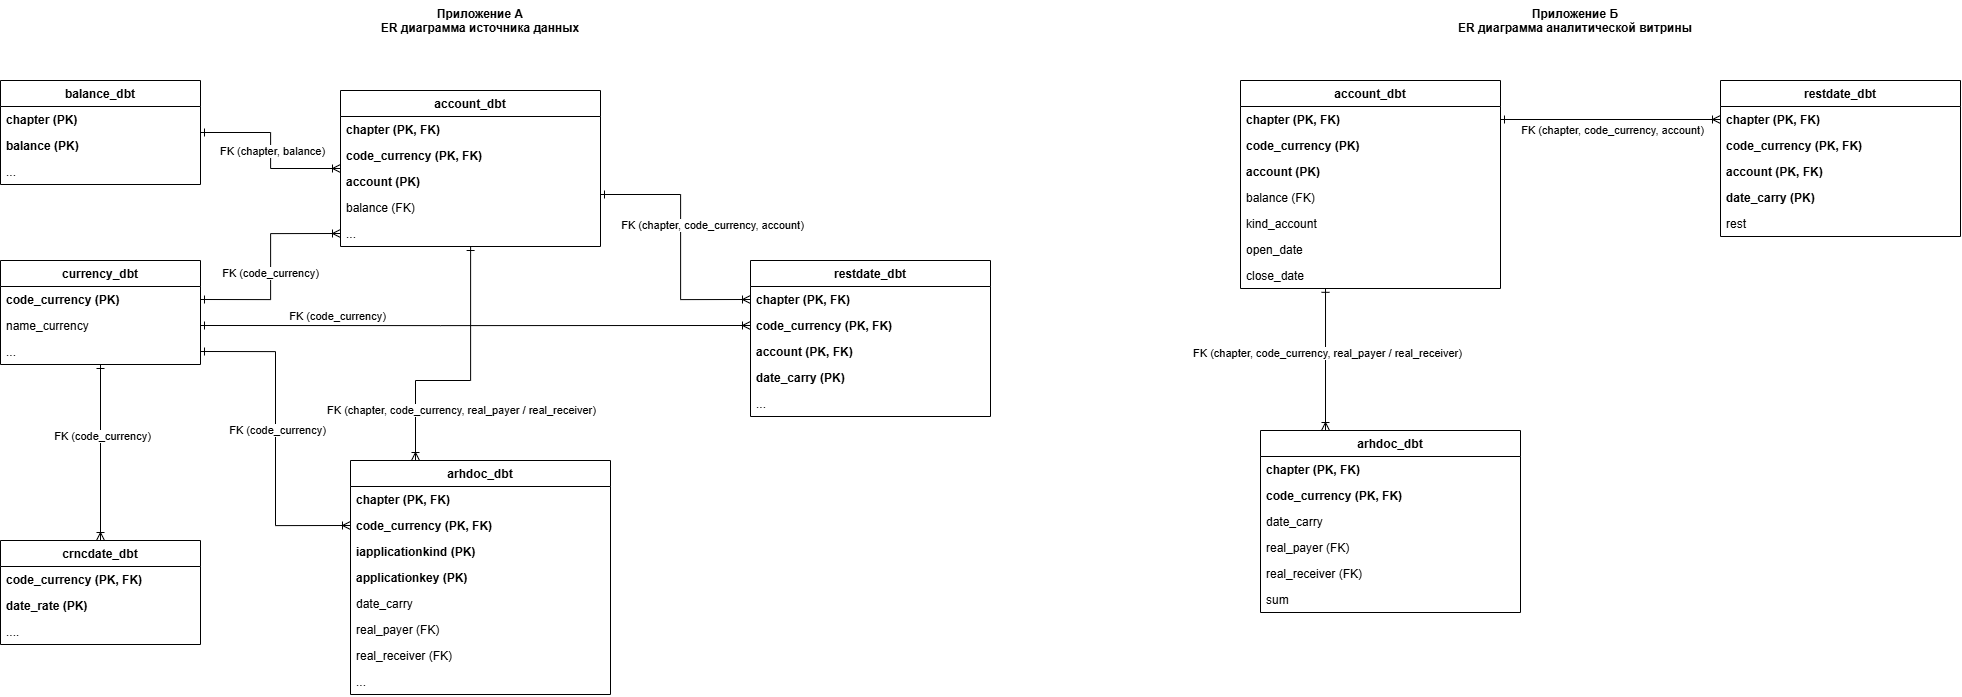 Приложение А
ER диаграмма источника данных
balance_dbt
chapter (PK)
balance (PK)
...
FK (chapter, balance)
account_dbt
chapter (PK, FK)
code_currency (PK, FK)
account (PK)
balance (FK)
...
FK (chapter, code_currency, account)
currency_dbt
code_currency (PK)
name_currency
...
FK (code_currency)
FK (code_currency)
restdate_dbt
chapter (PK, FK)
code_currency (PK, FK)
account (PK, FK)
date_carry (PK)
...
FK (chapter, code_currency, real_payer / real_receiver)
FK (code_currency)
FK (code_currency)
crncdate_dbt
code_currency (PK, FK)
date_rate (PK)
....
arhdoc_dbt
chapter (PK, FK)
code_currency (PK, FK)
iapplicationkind (PK)
applicationkey (PK)
date_carry
real_payer (FK)
real_receiver (FK)
...
Приложение Б
ER диаграмма аналитической витрины
account_dbt
chapter (PK, FK)
code_currency (PK)
account (PK)
balance (FK)
kind_account
open_date
close_date
FK (chapter, code_currency, account)
restdate_dbt
chapter (PK, FK)
code_currency (PK, FK)
account (PK, FK)
date_carry (PK)
rest
FK (chapter, code_currency, real_payer / real_receiver)
arhdoc_dbt
chapter (PK, FK)
code_currency (PK, FK)
date_carry
real_payer (FK)
real_receiver (FK)
sum